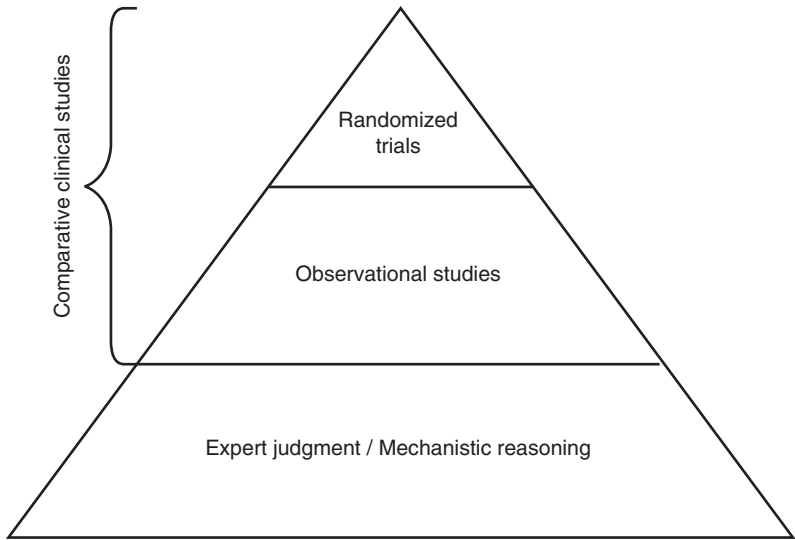 Comparative clinical studies
Randomized
trials
Observational studies
Expert judgment / Mechanistic reasoning